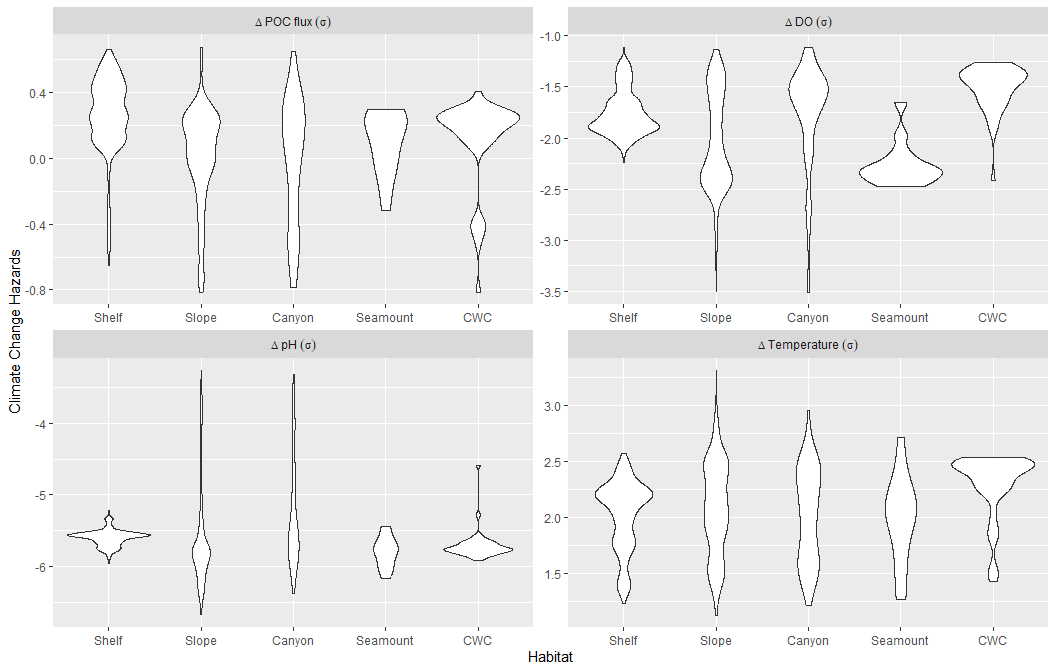 Δ POC flux (σ)
Δ DO (σ)
0.4
0.0
-0.4
-0.8
-1.0
-1.5
-2.0
-2.5
-3.0
-3.5
Shelf Slope Canyon Seamount CWC
Shelf Slope Canyon Seamount CWC
Δ pH (σ)
Δ Temperature (σ)
-4
-5
-6
3.0
2.5
2.0
1.5
Shelf Slope Canyon Seamount CWC
Shelf Slope Canyon Seamount CWC
Climate Change Hazards
Habitat